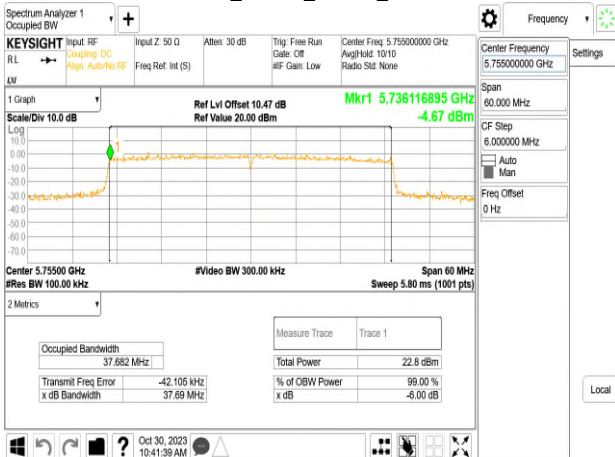 Spectrum Analyzer 1
Occupied BW
+
Frequency
KEYSIGHT
RL
Input: RF
Coupling: DC
Align: Auto/No RF
Input Z: 50 Ω
Freq Ref: Int (S)
Atten: 30 dB
Trig: Free Run
Gate: Off
#IF Gain: Low
Center Freq: 5.755000000 GHz
Avg|Hold: 10/10
Radio Std: None
Center Frequency
5.755000000 GHz
Settings
Span
60.000 MHz
CF Step
6.000000 MHz
Auto
Man
Freq Offset
0 Hz
Local
1 Graph
Scale/Div 10.0 dB
Ref Lvl Offset 10.47 dB
Ref Value 20.00 dBm
Mkr1 5.736116895 GHz
-4.67 dBm
Log
10.0
0.00
-10.0
-20.0
-30.0
-40.0
-50.0
-60.0
-70.0
1
Center 5.75500 GHz
#Res BW 100.00 kHz
#Video BW 300.00 kHz
Span 60 MHz
Sweep 5.80 ms (1001 pts)
2 Metrics
Measure Trace
Trace 1
Occupied Bandwidth
37.682 MHz
Total Power
22.8 dBm
Transmit Freq Error
-42.105 kHz
% of OBW Power
99.00 %
x dB Bandwidth
37.69 MHz
x dB
-6.00 dB
?
Oct 30, 2023
10:41:39 AM